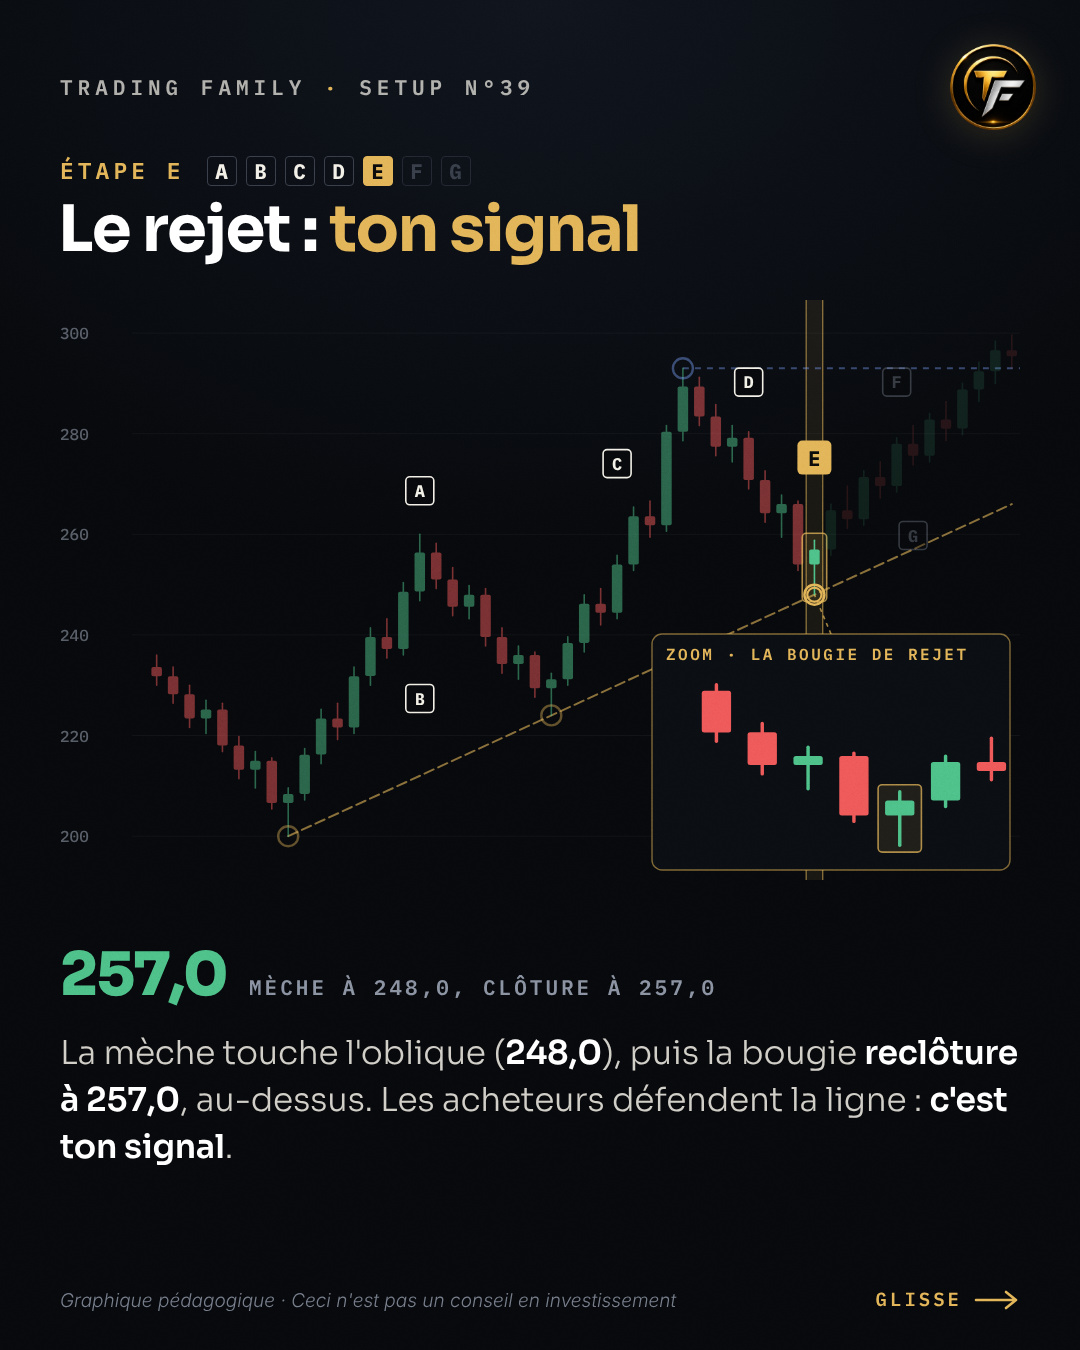 TRADING FAMILY · SETUP N°39
TF
ÉTAPE E A B C D E F G
Le rejet : ton signal
300
280
260
240
220
200
A
B
C
D
E
F
G
ZOOM · LA BOUGIE DE REJET
257,0 MÈCHE À 248,0, CLÔTURE À 257,0
La mèche touche l'oblique (248,0), puis la bougie reclôture
à 257,0, au-dessus. Les acheteurs défendent la ligne : c'est
ton signal.
Graphique pédagogique · Ceci n'est pas un conseil en investissement
GLISSE →